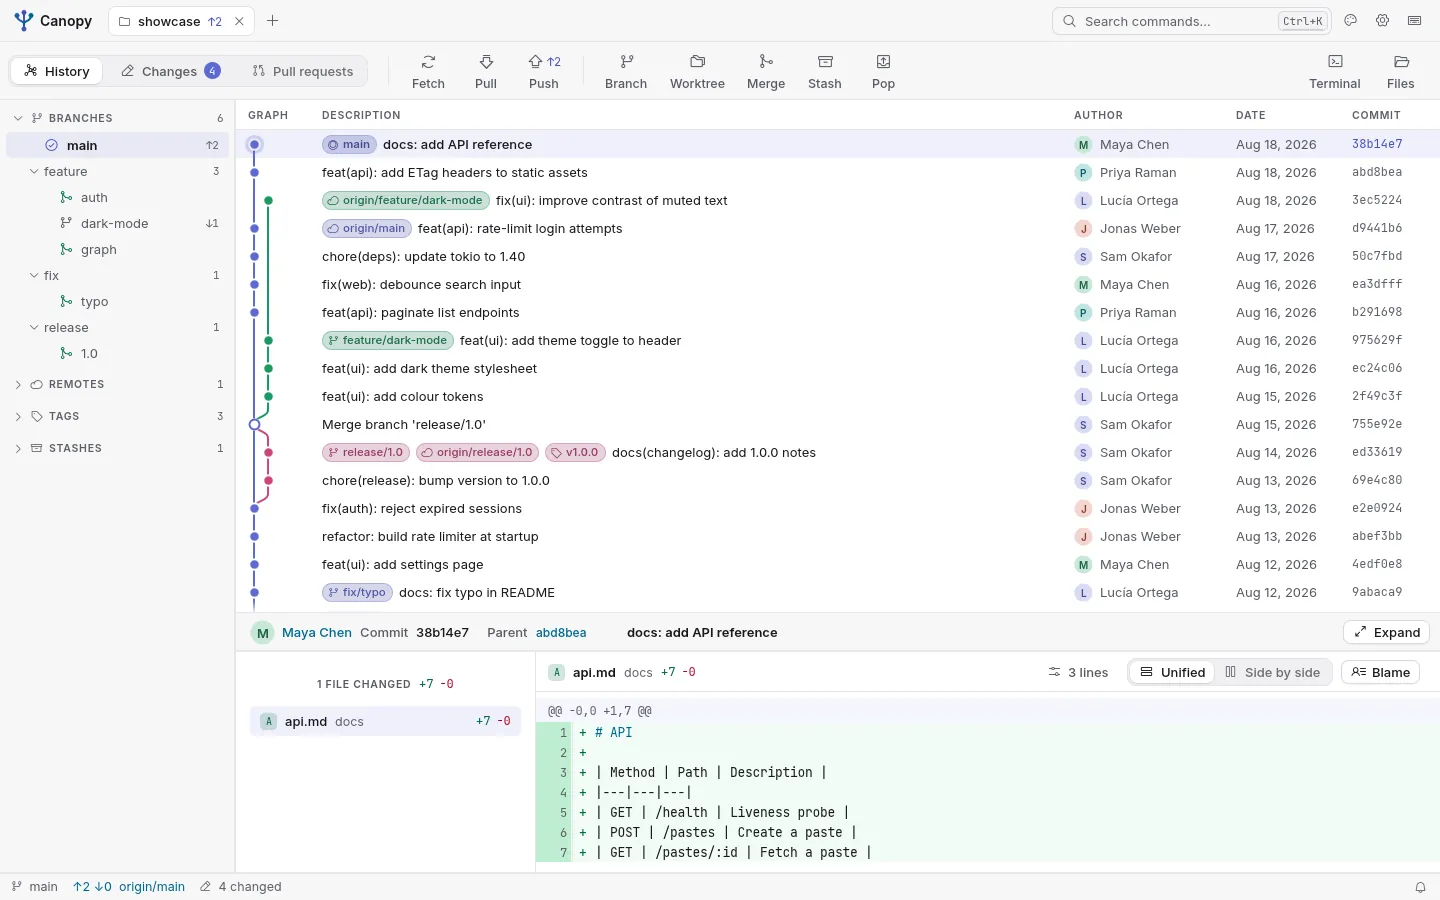 Canopy showcase ↑2 Search commands... Ctrl+K
History Changes 4 Pull requests Fetch Pull ↑2 Push Branch Worktree Merge Stash Pop Terminal Files
BRANCHES 6
main ↑2
feature 3
auth
dark-mode ↓1
graph
fix 1
typo
release 1
1.0
REMOTES 1
TAGS 3
STASHES 1
GRAPH DESCRIPTION AUTHOR DATE COMMIT
main docs: add API reference M Maya Chen Aug 18, 2026 38b14e7
feat(api): add ETag headers to static assets P Priya Raman Aug 18, 2026 abd8bea
origin/feature/dark-mode fix(ui): improve contrast of muted text L Lucía Ortega Aug 18, 2026 3ec5224
origin/main feat(api): rate-limit login attempts J Jonas Weber Aug 17, 2026 d9441b6
chore(deps): update tokio to 1.40 S Sam Okafor Aug 17, 2026 50c7fbd
fix(web): debounce search input M Maya Chen Aug 16, 2026 ea3dfff
feat(api): paginate list endpoints P Priya Raman Aug 16, 2026 b291698
feature/dark-mode feat(ui): add theme toggle to header L Lucía Ortega Aug 16, 2026 975629f
feat(ui): add dark theme stylesheet L Lucía Ortega Aug 16, 2026 ec24c06
feat(ui): add colour tokens L Lucía Ortega Aug 15, 2026 2f49c3f
Merge branch 'release/1.0' S Sam Okafor Aug 15, 2026 755e92e
release/1.0 origin/release/1.0 v1.0.0 docs(changelog): add 1.0.0 notes S Sam Okafor Aug 14, 2026 ed33619
chore(release): bump version to 1.0.0 S Sam Okafor Aug 13, 2026 69e4c80
fix(auth): reject expired sessions J Jonas Weber Aug 13, 2026 e2e0924
refactor: build rate limiter at startup J Jonas Weber Aug 13, 2026 abef3bb
feat(ui): add settings page M Maya Chen Aug 12, 2026 4edf0e8
fix/typo docs: fix typo in README L Lucía Ortega Aug 12, 2026 9abaca9
M Maya Chen Commit 38b14e7 Parent abd8bea docs: add API reference Expand
1 FILE CHANGED +7 -0
A api.md docs +7 -0
A api.md docs +7 -0 3 lines Unified Side by side Blame
@@ -0,0 +1,7 @@
1 + # API
2 +
3 + | Method | Path | Description |
4 + |---|---|---|
5 + | GET | /health | Liveness probe |
6 + | POST | /pastes | Create a paste |
7 + | GET | /pastes/:id | Fetch a paste |
main ↑2 ↓0 origin/main 4 changed